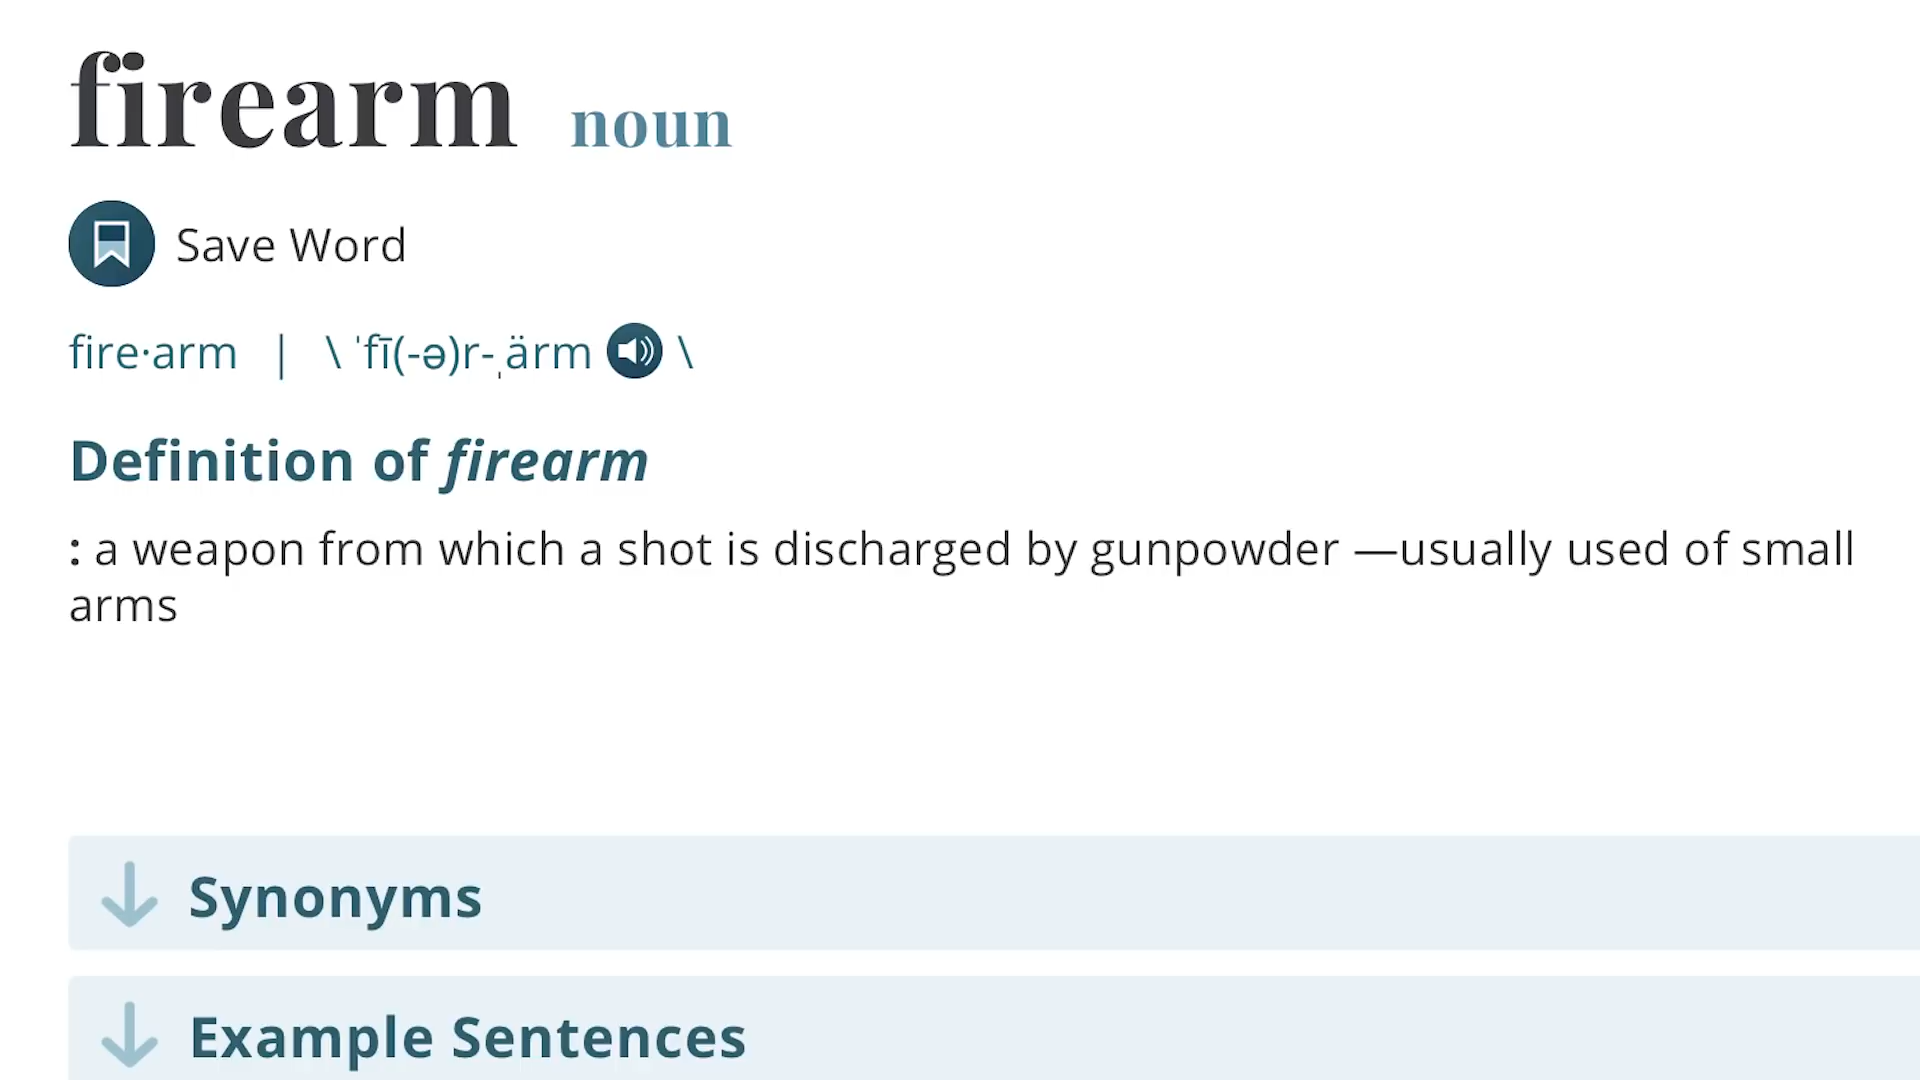 firearm noun
Save Word
fire·arm | \ ˈfī(-ə)r-ˌärm \
Definition of firearm
: a weapon from which a shot is discharged by gunpowder —usually used of small
arms
Synonyms
Example Sentences